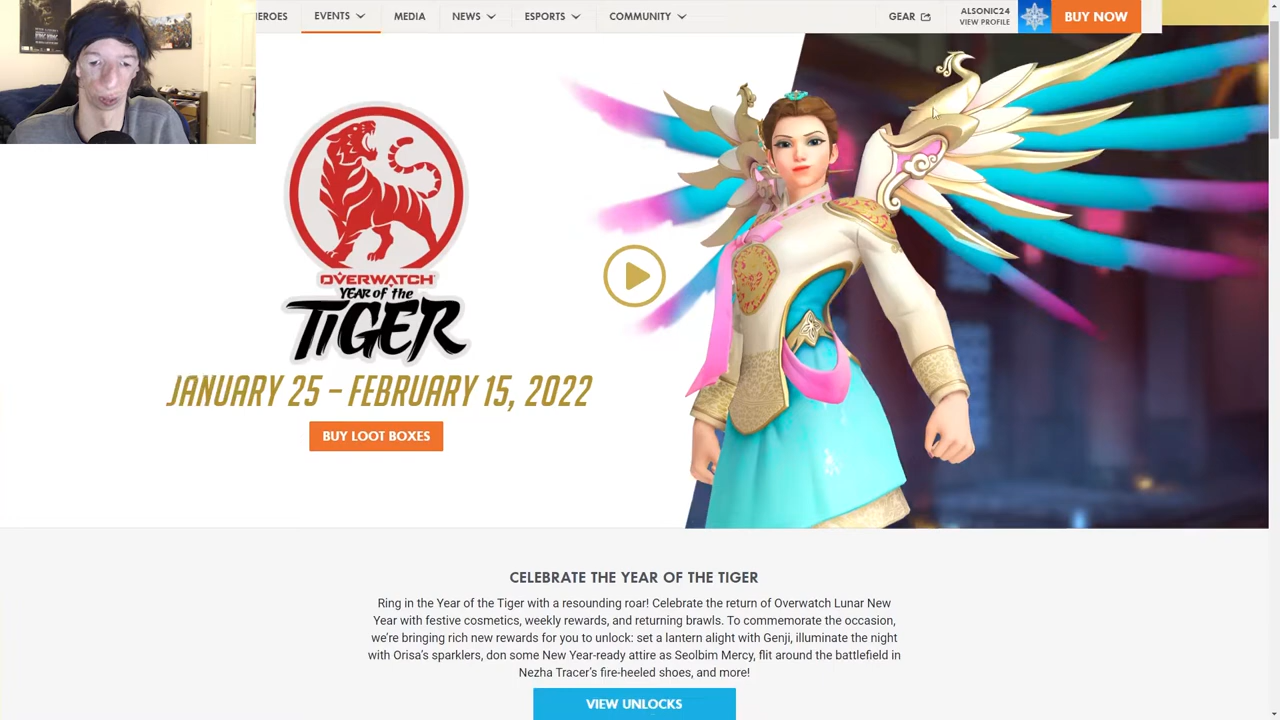 EROES
EVENTS
MEDIA
NEWS
ESPORTS
COMMUNITY
GEAR
ALSONIC24
VIEW PROFILE
BUY NOW
OVERWATCH
YEAR of the
TIGER
JANUARY 25 – FEBRUARY 15, 2022
BUY LOOT BOXES
CELEBRATE THE YEAR OF THE TIGER
Ring in the Year of the Tiger with a resounding roar! Celebrate the return of Overwatch Lunar New
Year with festive cosmetics, weekly rewards, and returning brawls. To commemorate the occasion,
we're bringing rich new rewards for you to unlock: set a lantern alight with Genji, illuminate the night
with Orisa's sparklers, don some New Year-ready attire as Seolbim Mercy, flit around the battlefield in
Nezha Tracer's fire-heeled shoes, and more!
VIEW UNLOCKS